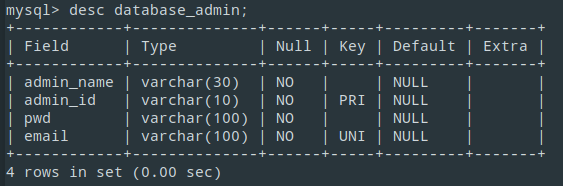 mysql> desc database_admin;
+------------+--------------+------+-----+---------+-------+
| Field      | Type         | Null | Key | Default | Extra |
+------------+--------------+------+-----+---------+-------+
| admin_name | varchar(30)  | NO   |     | NULL    |       |
| admin_id   | varchar(10)  | NO   | PRI | NULL    |       |
| pwd        | varchar(100) | NO   |     | NULL    |       |
| email      | varchar(100) | NO   | UNI | NULL    |       |
+------------+--------------+------+-----+---------+-------+
4 rows in set (0.00 sec)